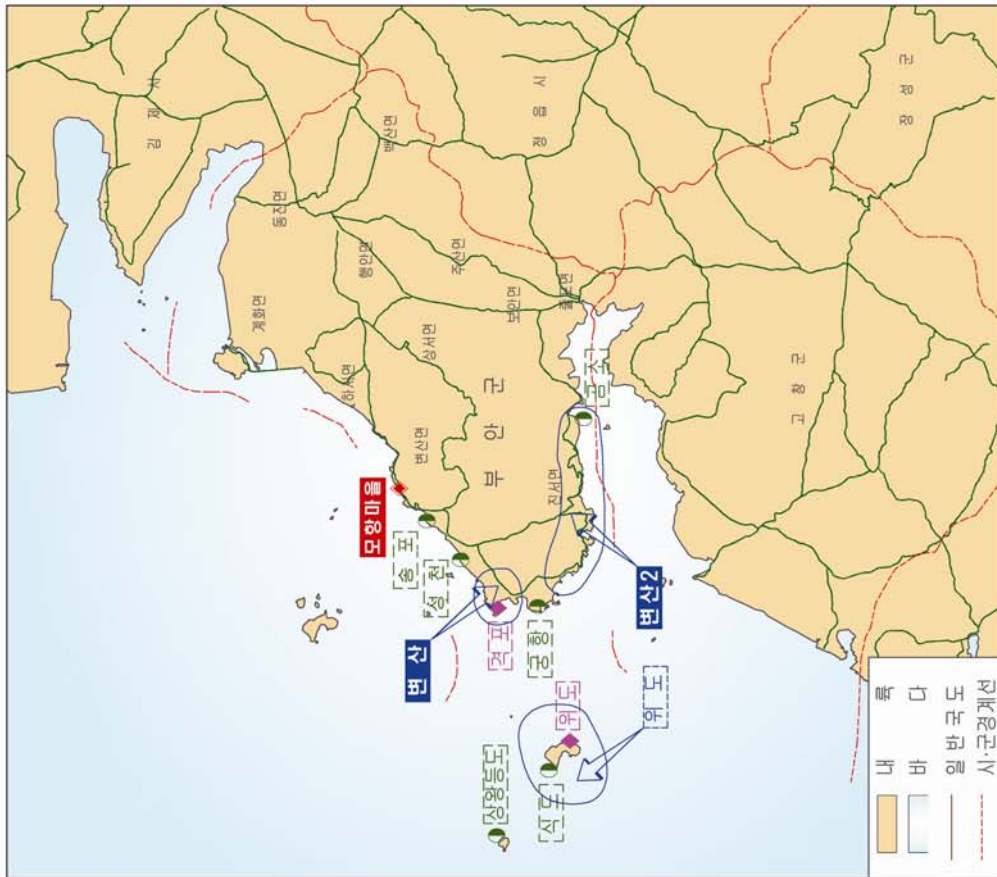 김 제 시
백산면
정 읍 시
장 성 군
동진면
행안면
주산면
계화면
상서면
보안면
줄포면
하서면
변산면
부 안 군
곰 소
고 창 군
진서면
모항마을
송 포
성 천
변 산
격 포
궁 항
변산2
위 도
위 도
상왕등도
식 도
내 륙
바 다
일반국도
시·군경계선